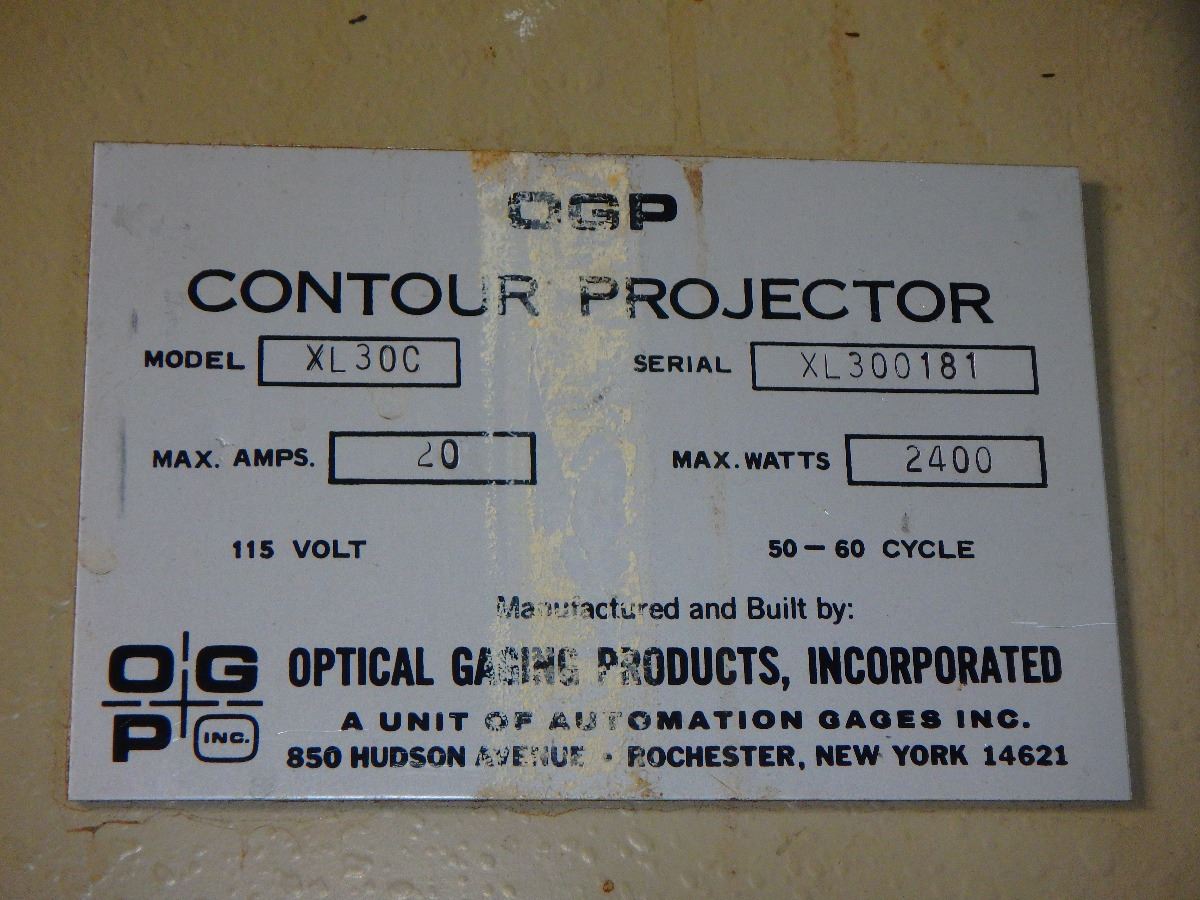 OGP
CONTOUR PROJECTOR
MODEL XL30C SERIAL XL300181
MAX. AMPS. 20 MAX. WATTS 2400
115 VOLT 50-60 CYCLE
Manufactured and Built by:
OGP INC.
OPTICAL GAGING PRODUCTS, INCORPORATED
A UNIT OF AUTOMATION GAGES INC.
850 HUDSON AVENUE · ROCHESTER, NEW YORK 14621